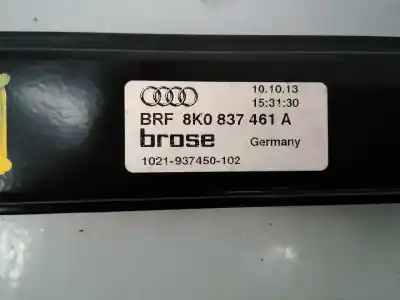 10.10.13
15:31:30
BRF 8K0 837 461 A
brose Germany
1021-937450-102